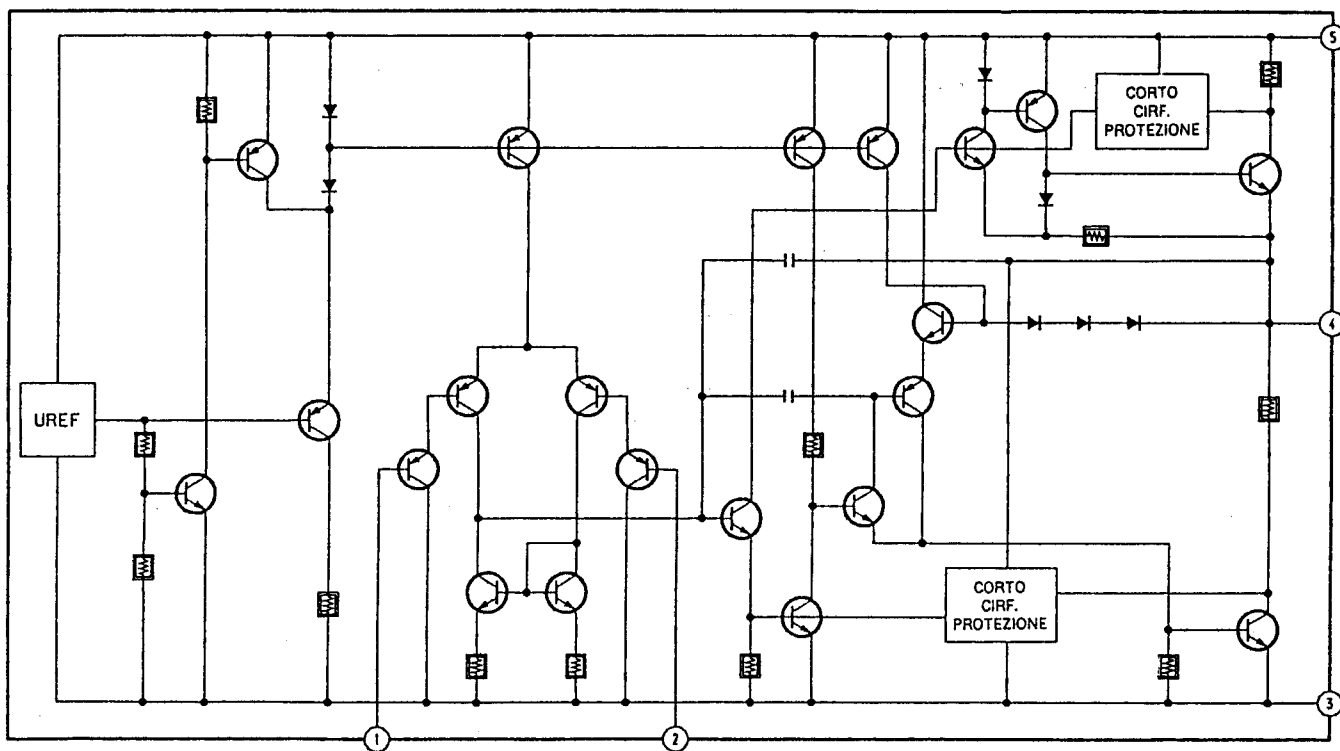 5
CORTO
CIRF.
PROTEZIONE
4
UREF
CORTO
CIRF.
PROTEZIONE
3
1
2